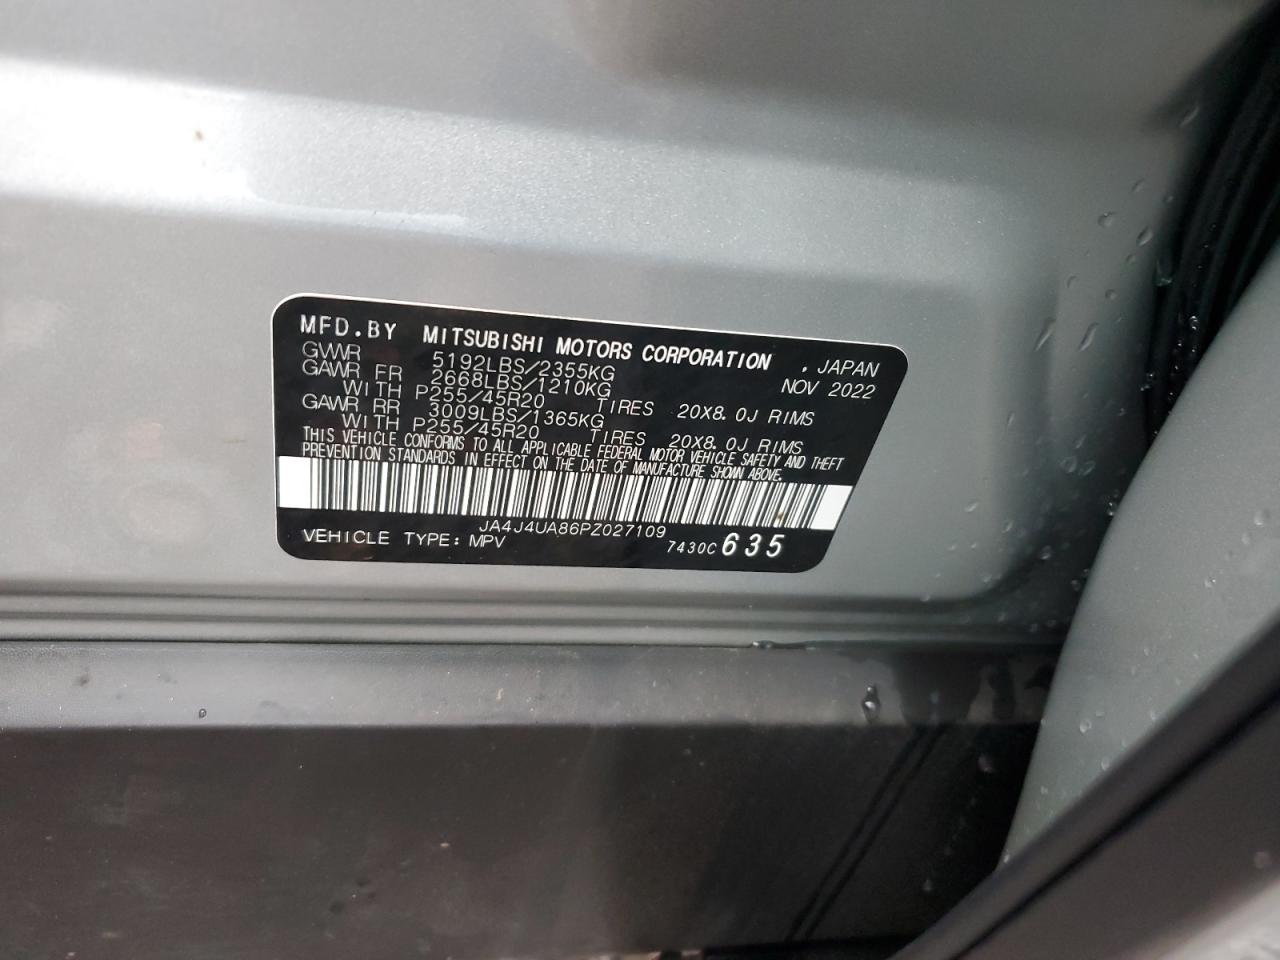 MFD.BY MITSUBISHI MOTORS CORPORATION , JAPAN
GVWR 5192LBS/2355KG NOV 2022
GAWR FR 2668LBS/1210KG
WITH P255/45R20 TIRES 20X8.0J RIMS
GAWR RR 3009LBS/1365KG
WITH P255/45R20 TIRES 20X8.0J RIMS
THIS VEHICLE CONFORMS TO ALL APPLICABLE FEDERAL MOTOR VEHICLE SAFETY AND THEFT
PREVENTION STANDARDS IN EFFECT ON THE DATE OF MANUFACTURE SHOWN ABOVE.
JA4J4UA86PZ027109
VEHICLE TYPE: MPV 7430C 635